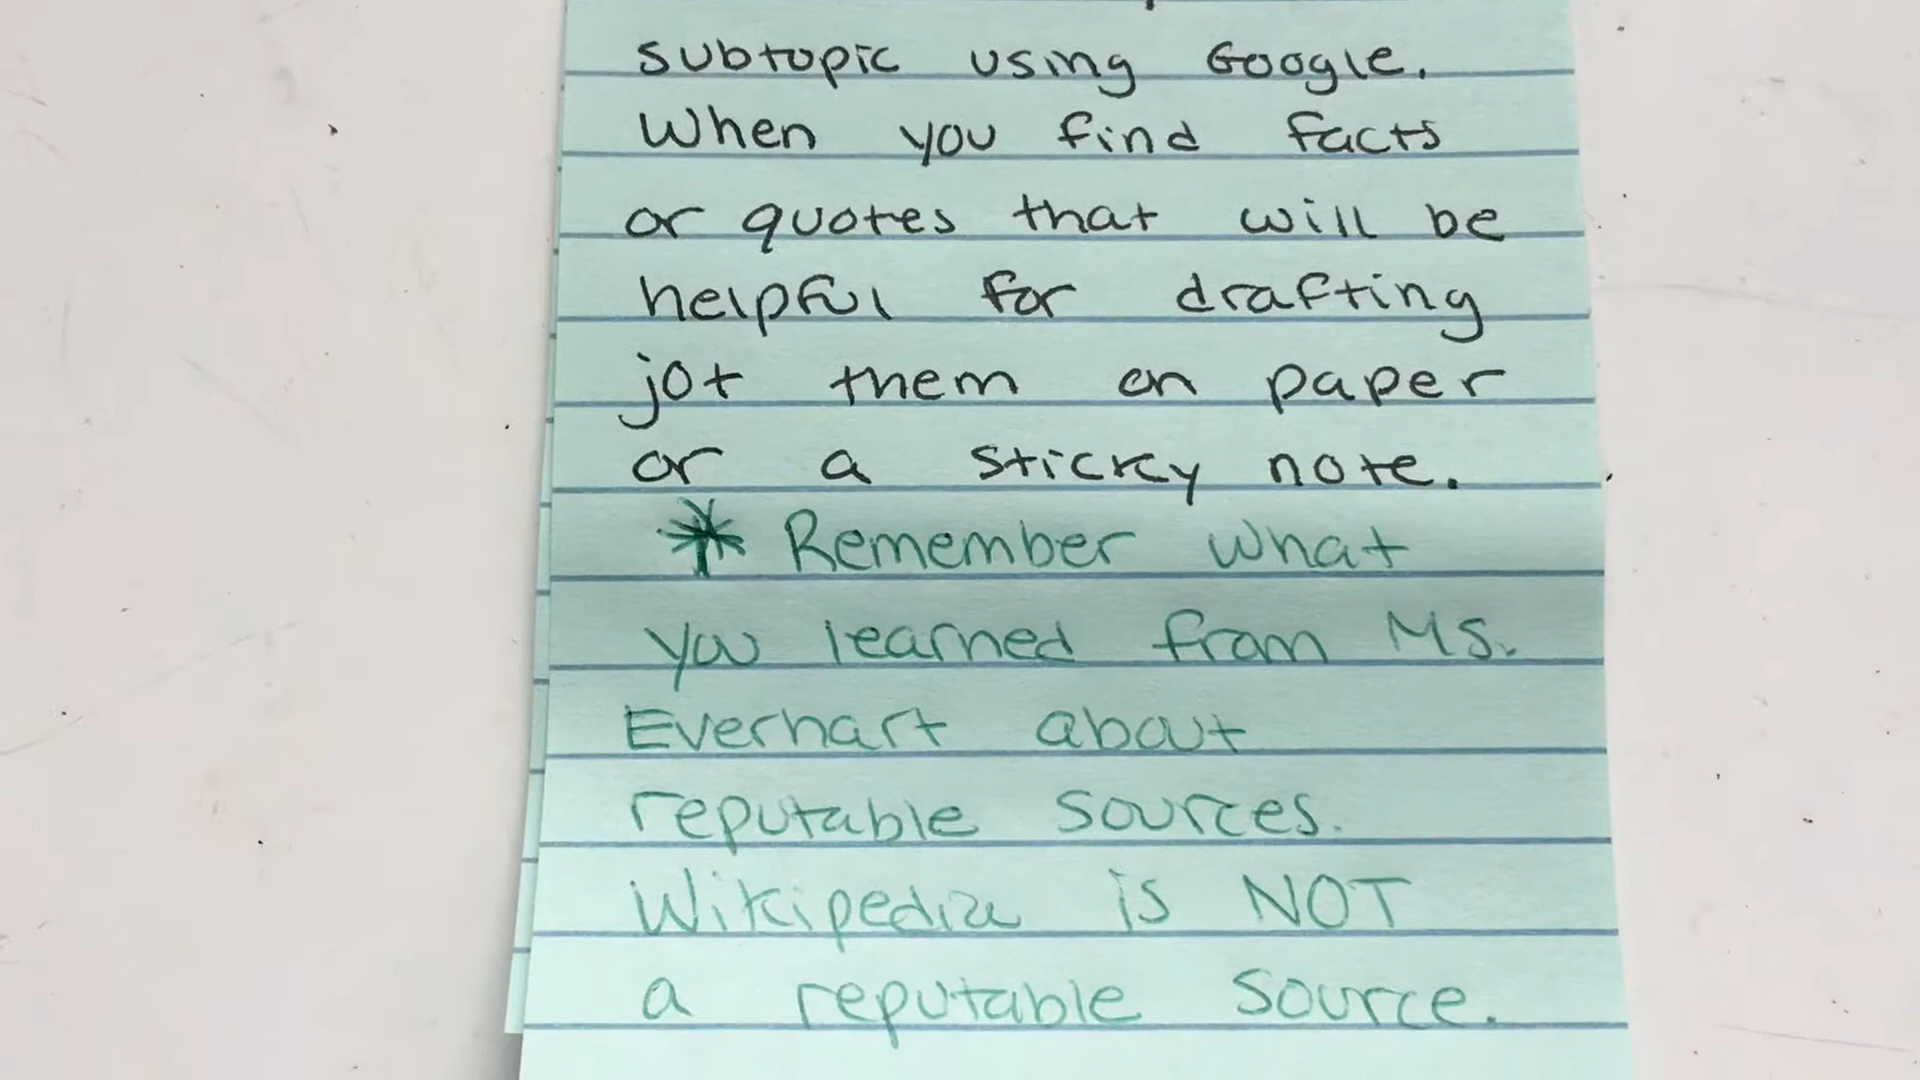 subtopic using Google.
When you find facts
or quotes that will be
helpful for drafting
jot them on paper
or a sticky note.
* Remember what
you learned from Ms.
Everhart about
reputable sources.
Wikipedia is NOT
a reputable source.